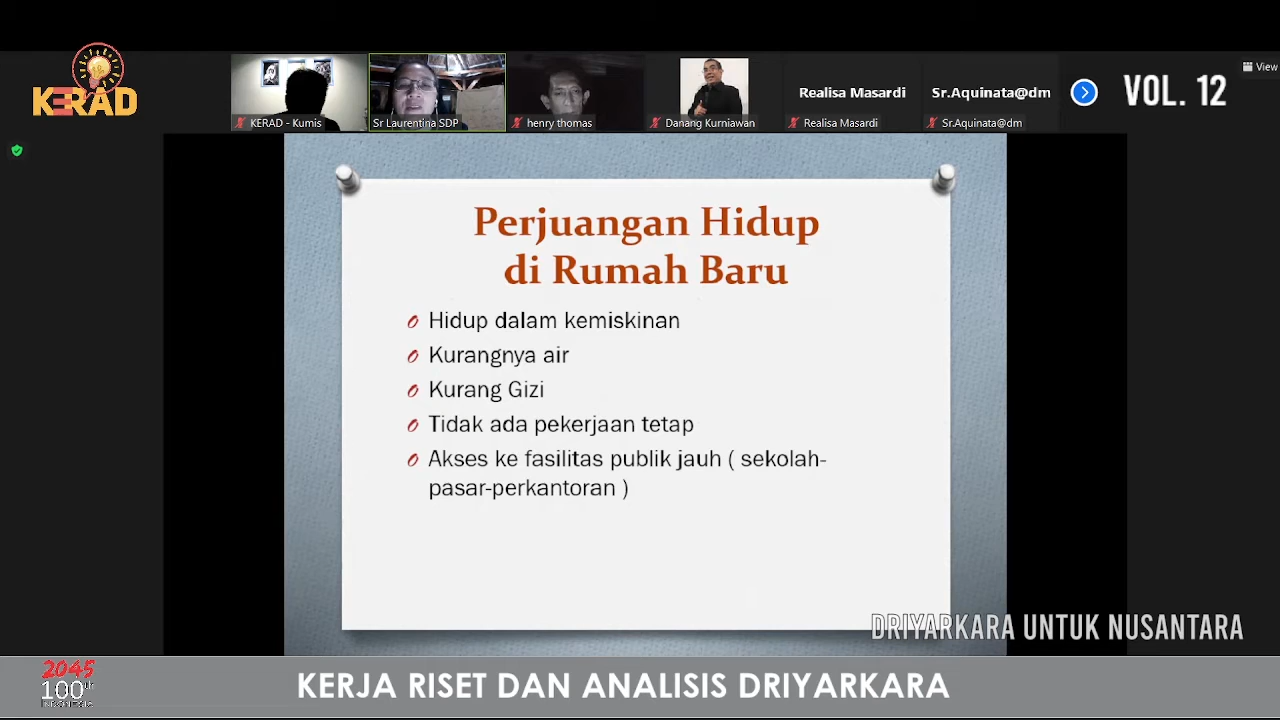 KERAD
KERAD - Kumis
Sr Laurentina SDP
henry thomas
Danang Kurniawan
Realisa Masardi
Realisa Masardi
Sr.Aquinata@dm
Sr.Aquinata@dm
View
VOL. 12
Perjuangan Hidup
di Rumah Baru
Hidup dalam kemiskinan
Kurangnya air
Kurang Gizi
Tidak ada pekerjaan tetap
Akses ke fasilitas publik jauh ( sekolah-
pasar-perkantoran )
DRIYARKARA UNTUK NUSANTARA
2045
100th
INDONESIA
KERJA RISET DAN ANALISIS DRIYARKARA